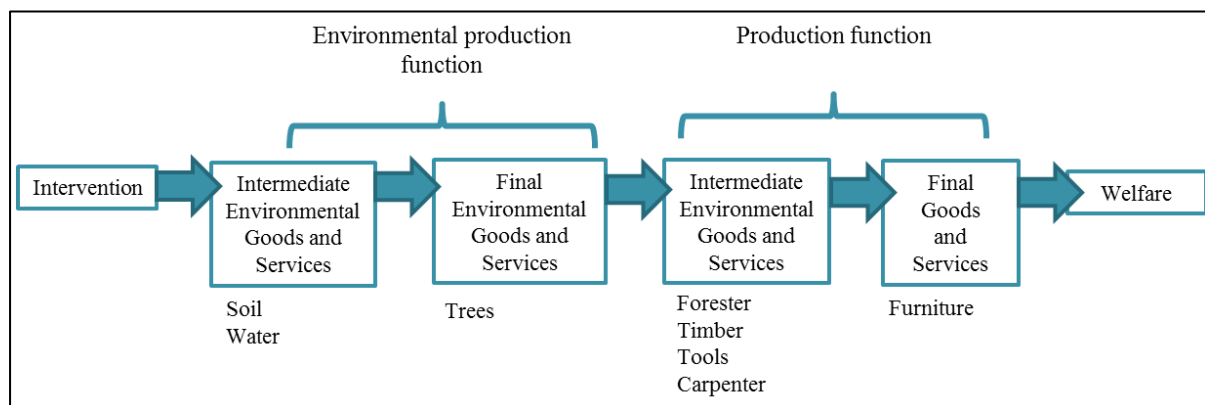 Environmental production
function
Production function
Intervention
Intermediate
Environmental
Goods and
Services
Final
Environmental
Goods and
Services
Intermediate
Environmental
Goods and
Services
Final
Goods
and
Services
Welfare
Soil
Water
Trees
Forester
Timber
Tools
Carpenter
Furniture